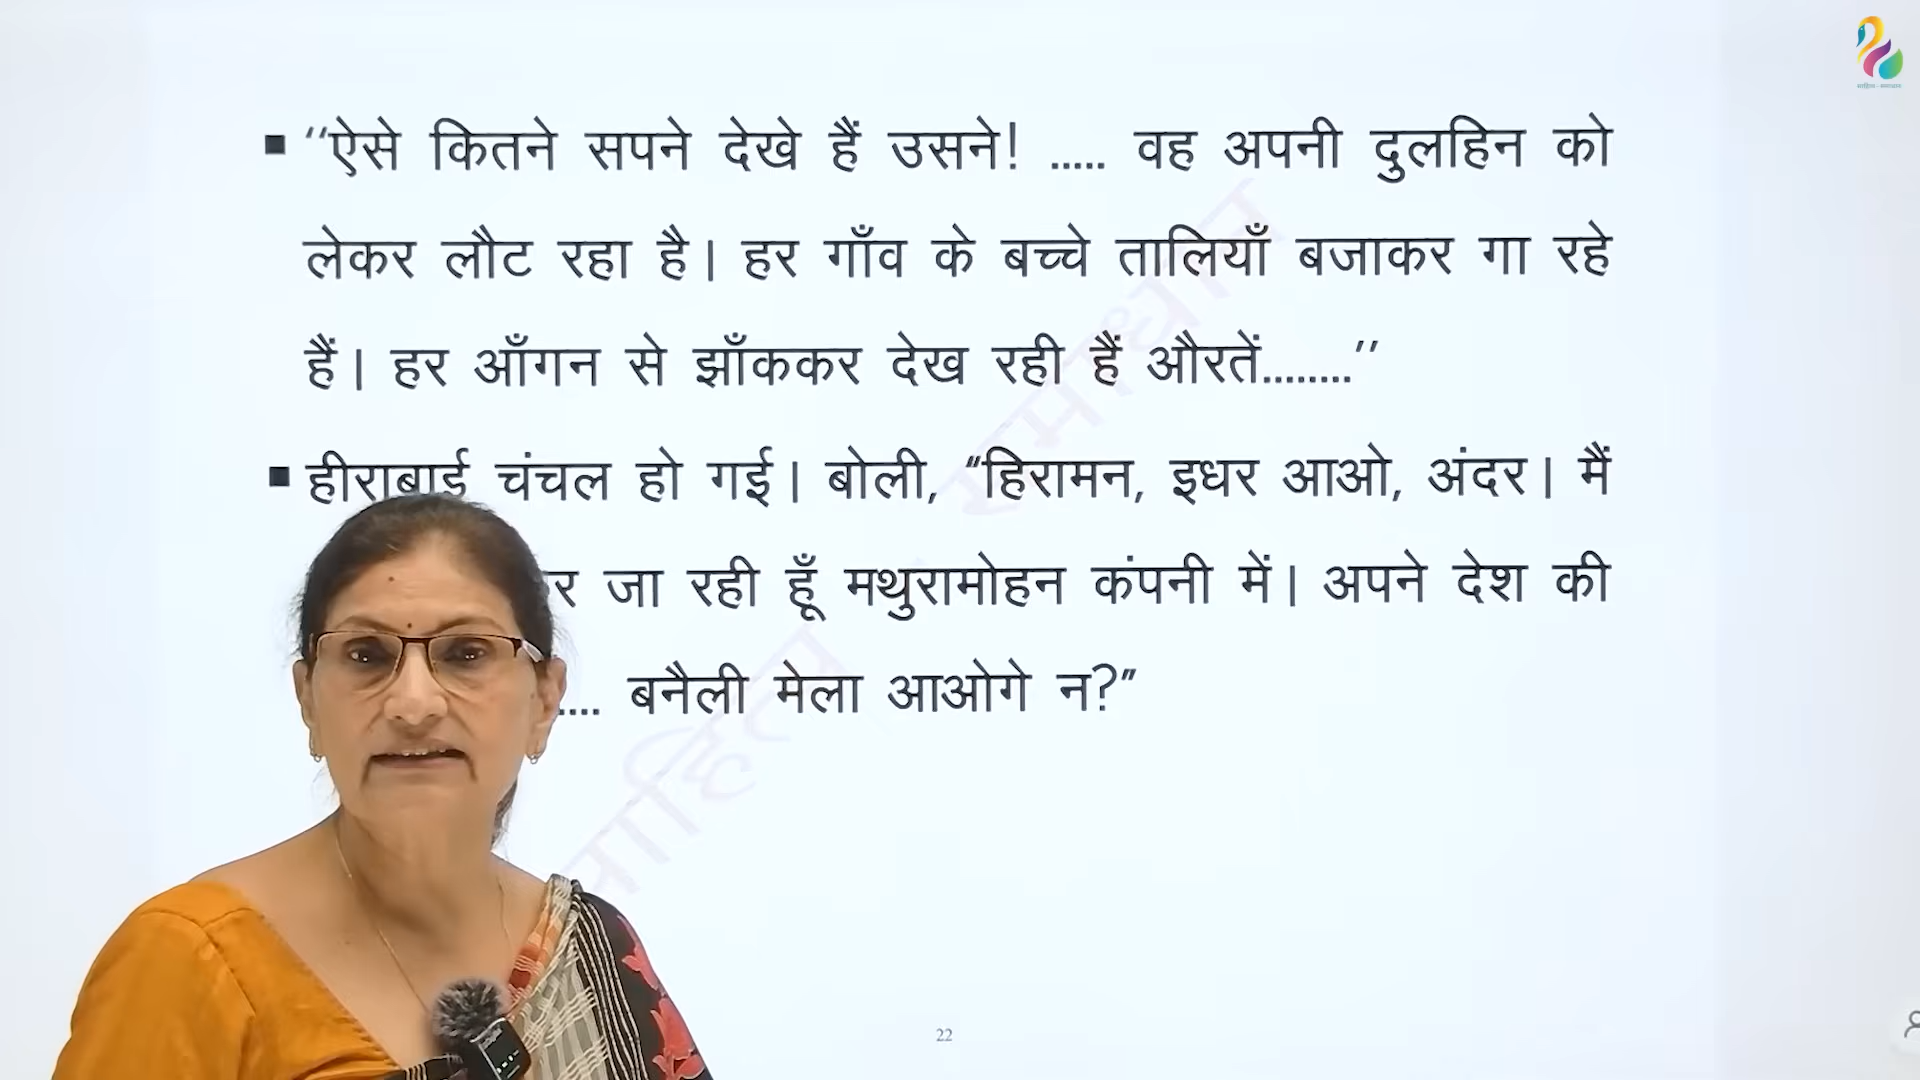 ▪ ‘‘ऐसे कितने सपने देखे हैं उसने! ..... वह अपनी दुलहिन को
लेकर लौट रहा है। हर गाँव के बच्चे तालियाँ बजाकर गा रहे
हैं। हर आँगन से झाँककर देख रही हैं औरतें........’’
▪ हीराबाई चंचल हो गई। बोली, “हिरामन, इधर आओ, अंदर। मैं
जा रही हूँ मथुरामोहन कंपनी में। अपने देश की
.... बनैली मेला आओगे न?”
साहित्य समाधान
22